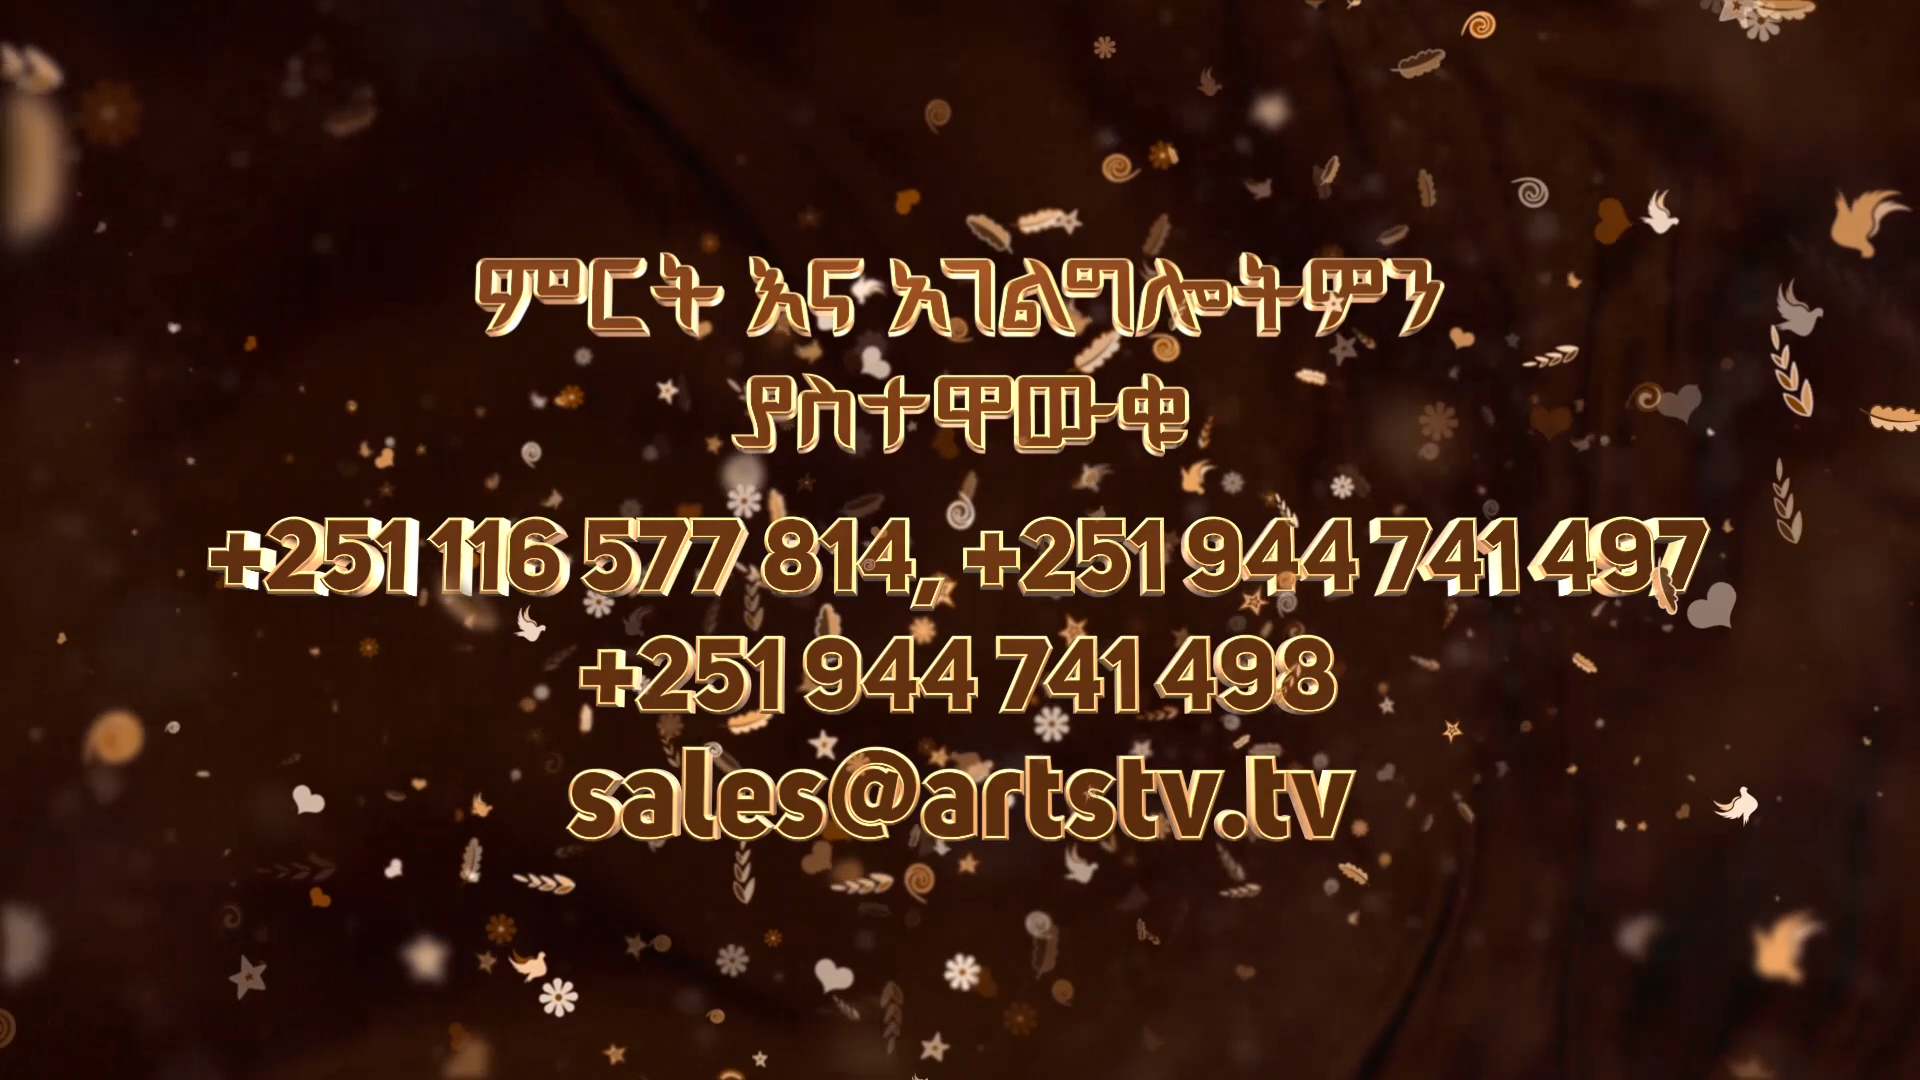 ምርት እና አገልግሎትዎን
ያስተዋውቁ
+251 116 577 814, +251 944 741 497
+251 944 741 498
sales@artstv.tv